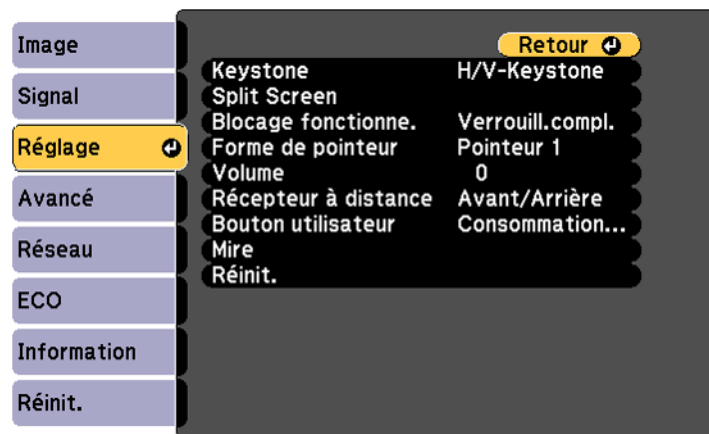 Image
Signal
Réglage
Avancé
Réseau
ECO
Information
Réinit.
Retour
Keystone H/V-Keystone
Split Screen
Blocage fonctionne. Verrouill.compl.
Forme de pointeur Pointeur 1
Volume 0
Récepteur à distance Avant/Arrière
Bouton utilisateur Consommation...
Mire
Réinit.